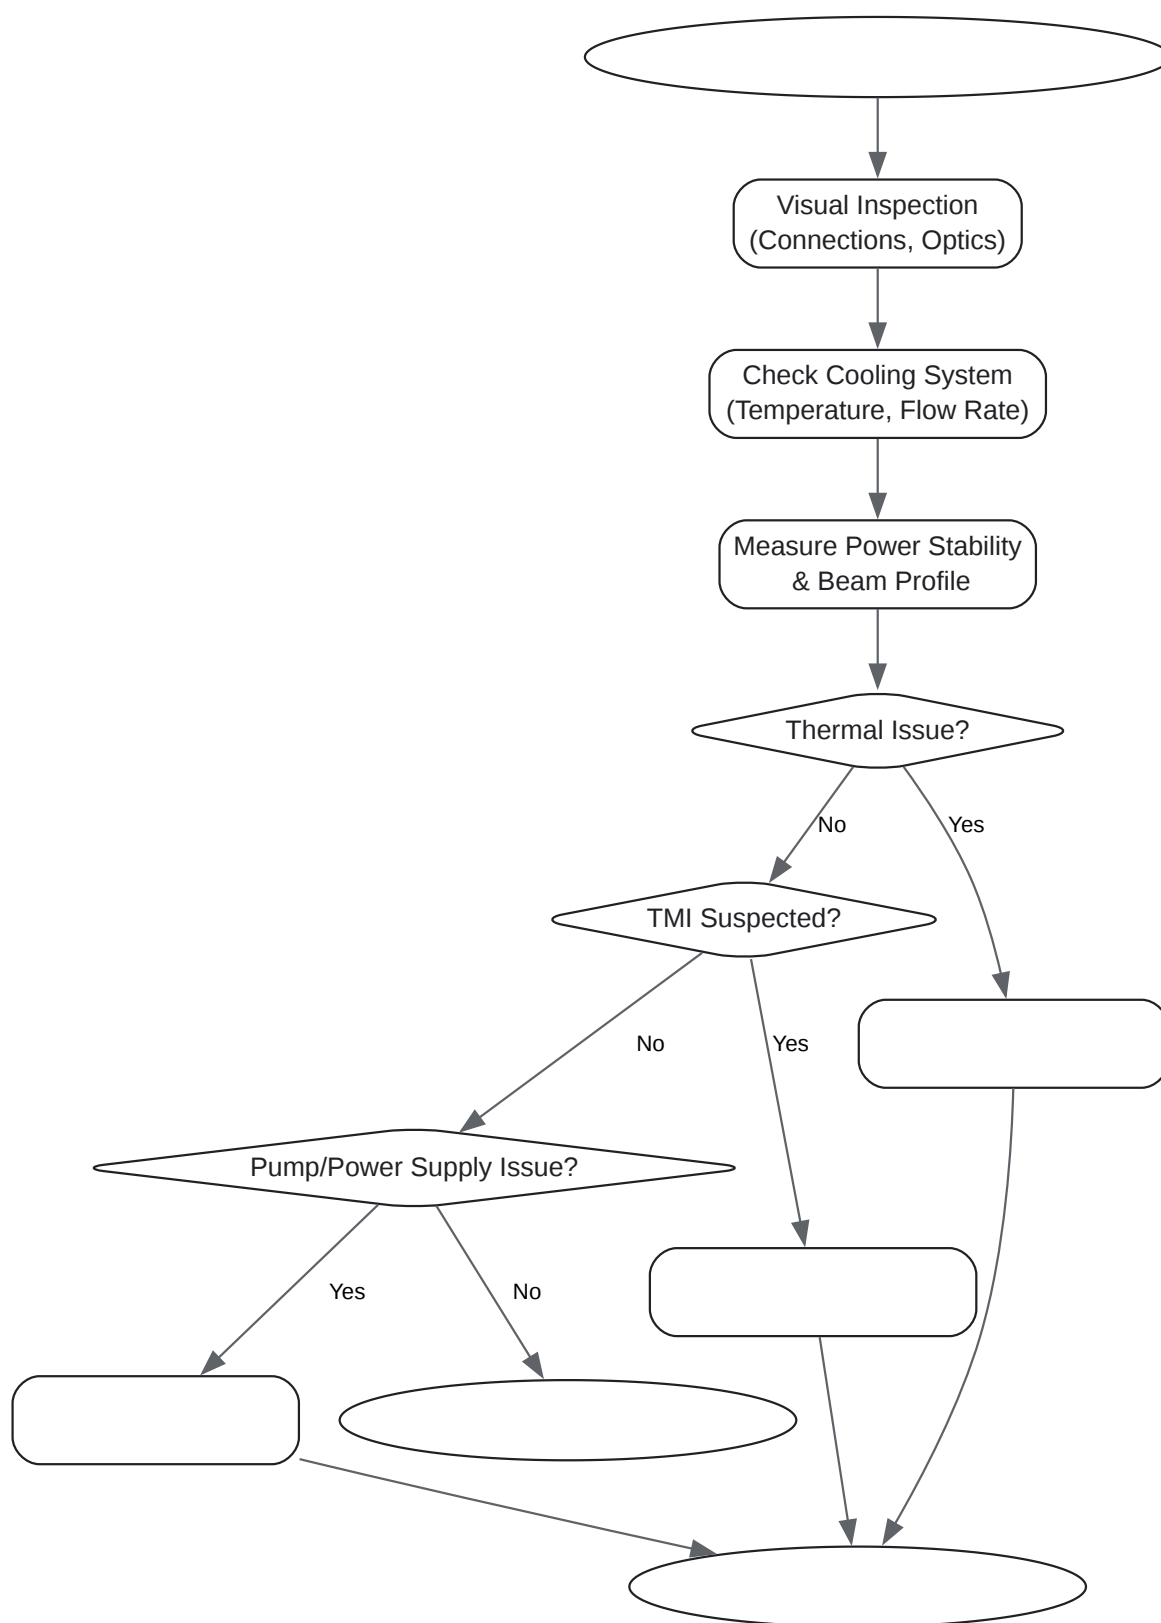 Visual Inspection
(Connections, Optics)
Check Cooling System
(Temperature, Flow Rate)
Measure Power Stability
& Beam Profile
Thermal Issue?
No
Yes
TMI Suspected?
No
Yes
Pump/Power Supply Issue?
Yes
No